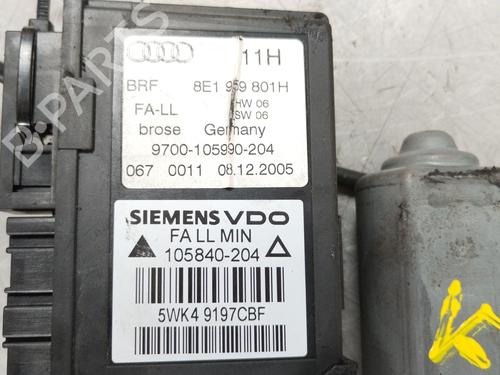 11H
BRF 8E1 959 801H
FA-LL HW 06
SW 06
brose Germany
9700-105990-204
067 0011 08.12.2005
SIEMENS VDO
FA LL MIN
105840-204
5WK4 9197CBF
K